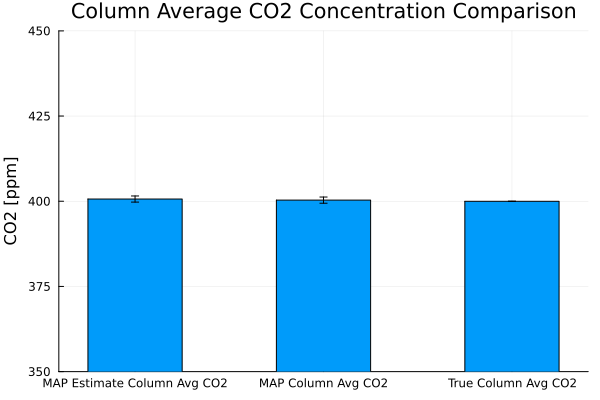 Column Average CO2 Concentration Comparison
450
425
400
375
350
CO2 [ppm]
MAP Estimate Column Avg CO2
MAP Column Avg CO2
True Column Avg CO2